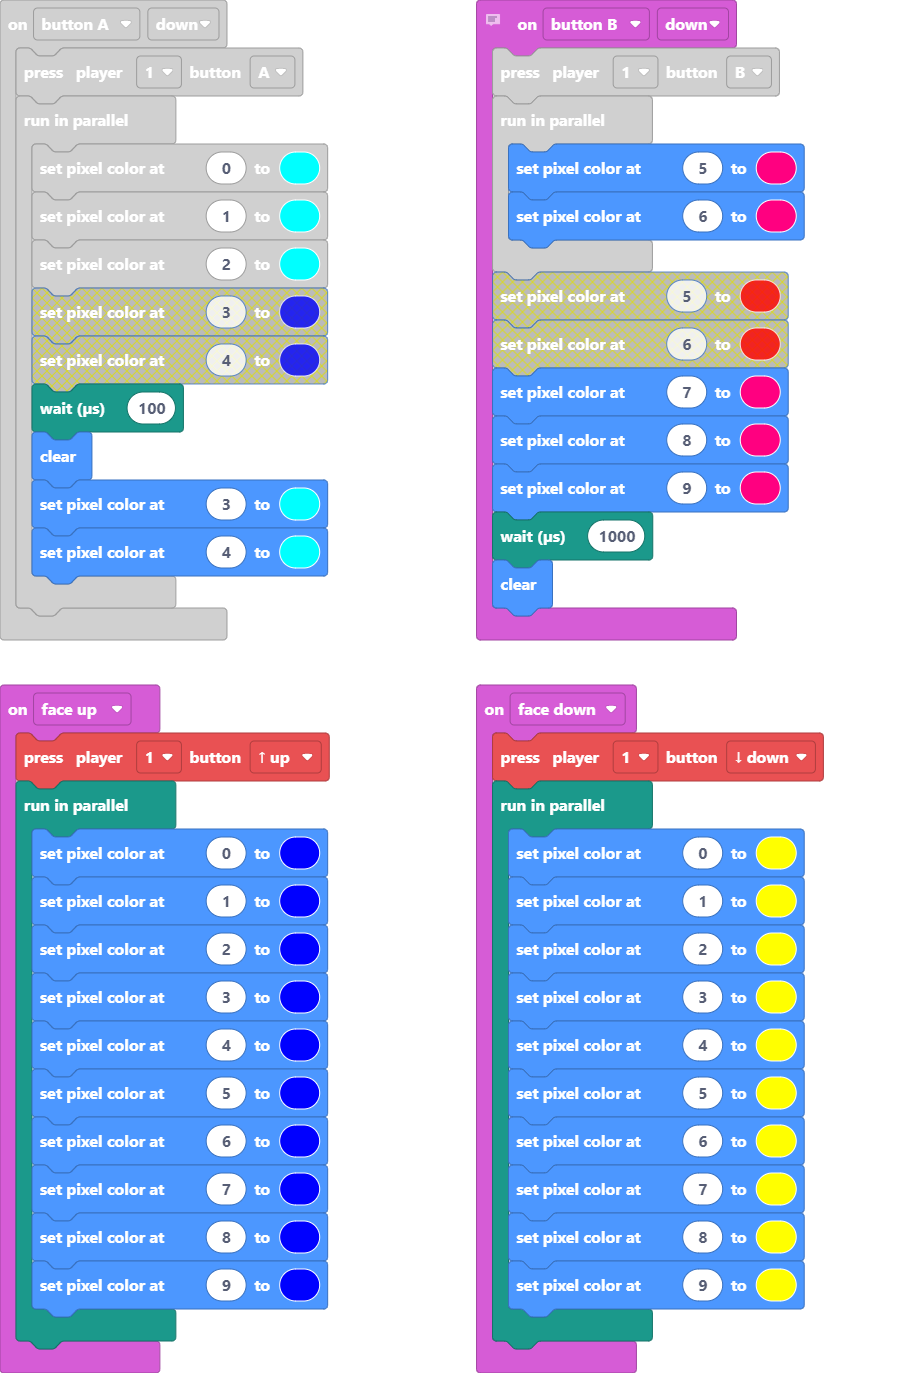 on button A down
press player 1 button A
run in parallel
set pixel color at 0 to
set pixel color at 1 to
set pixel color at 2 to
set pixel color at 3 to
set pixel color at 4 to
wait (µs) 100
clear
set pixel color at 3 to
set pixel color at 4 to
on button B down
press player 1 button B
run in parallel
set pixel color at 5 to
set pixel color at 6 to
set pixel color at 5 to
set pixel color at 6 to
set pixel color at 7 to
set pixel color at 8 to
set pixel color at 9 to
wait (µs) 1000
clear
on face up
press player 1 button ↑ up
run in parallel
set pixel color at 0 to
set pixel color at 1 to
set pixel color at 2 to
set pixel color at 3 to
set pixel color at 4 to
set pixel color at 5 to
set pixel color at 6 to
set pixel color at 7 to
set pixel color at 8 to
set pixel color at 9 to
on face down
press player 1 button ↓ down
run in parallel
set pixel color at 0 to
set pixel color at 1 to
set pixel color at 2 to
set pixel color at 3 to
set pixel color at 4 to
set pixel color at 5 to
set pixel color at 6 to
set pixel color at 7 to
set pixel color at 8 to
set pixel color at 9 to